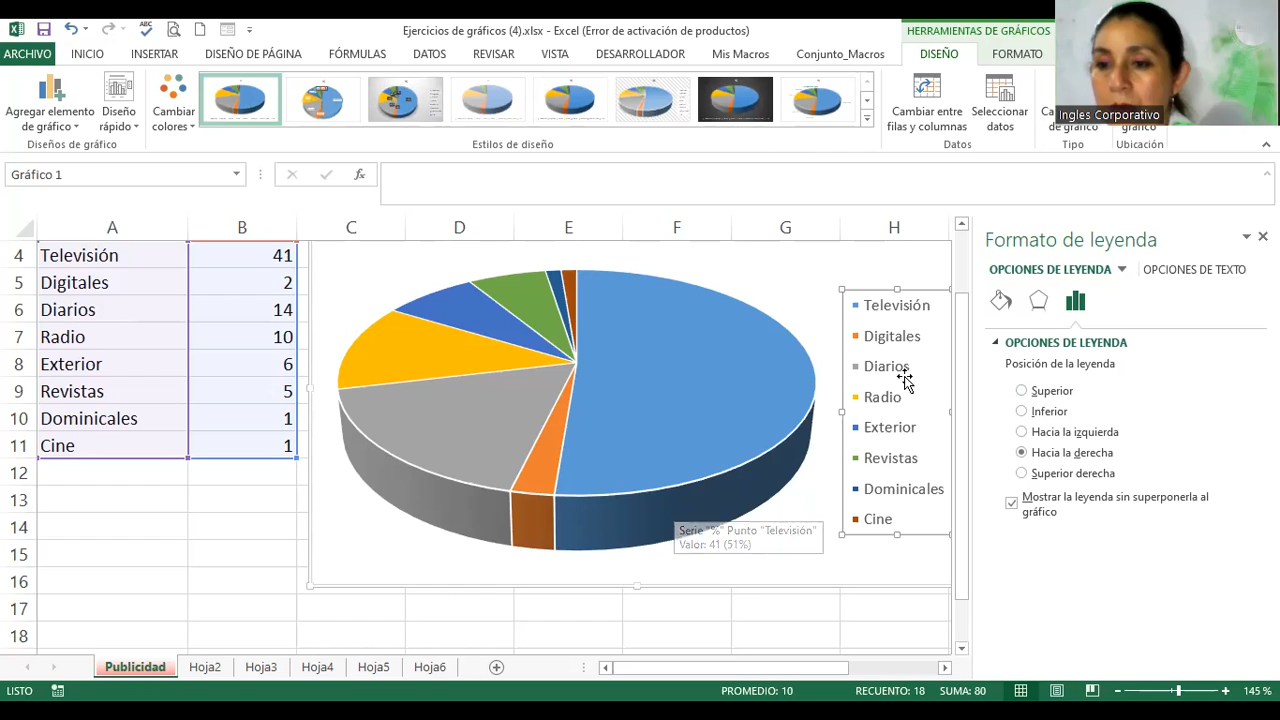 Ejercicios de gráficos (4).xlsx - Excel (Error de activación de productos)
HERRAMIENTAS DE GRÁFICOS
ARCHIVO INICIO INSERTAR DISEÑO DE PÁGINA FÓRMULAS DATOS REVISAR VISTA DESARROLLADOR Mis Macros Conjunto_Macros DISEÑO FORMATO
Agregar elemento de gráfico
Diseño rápido
Cambiar colores
Cambiar entre filas y columnas
Seleccionar datos
de gráfico
gráfico
Diseños de gráfico
Estilos de diseño
Datos
Tipo
Ubicación
Ingles Corporativo
Gráfico 1
fx
A B C D E F G H
4 Televisión 41
5 Digitales 2
6 Diarios 14
7 Radio 10
8 Exterior 6
9 Revistas 5
10 Dominicales 1
11 Cine 1
12
13
14
15
16
17
18
Televisión
Digitales
Diarios
Radio
Exterior
Revistas
Dominicales
Cine
Serie "%" Punto "Televisión"
Valor: 41 (51%)
Formato de leyenda
OPCIONES DE LEYENDA OPCIONES DE TEXTO
OPCIONES DE LEYENDA
Posición de la leyenda
Superior
Inferior
Hacia la izquierda
Hacia la derecha
Superior derecha
Mostrar la leyenda sin superponerla al
gráfico
Publicidad Hoja2 Hoja3 Hoja4 Hoja5 Hoja6
LISTO PROMEDIO: 10 RECUENTO: 18 SUMA: 80 145 %